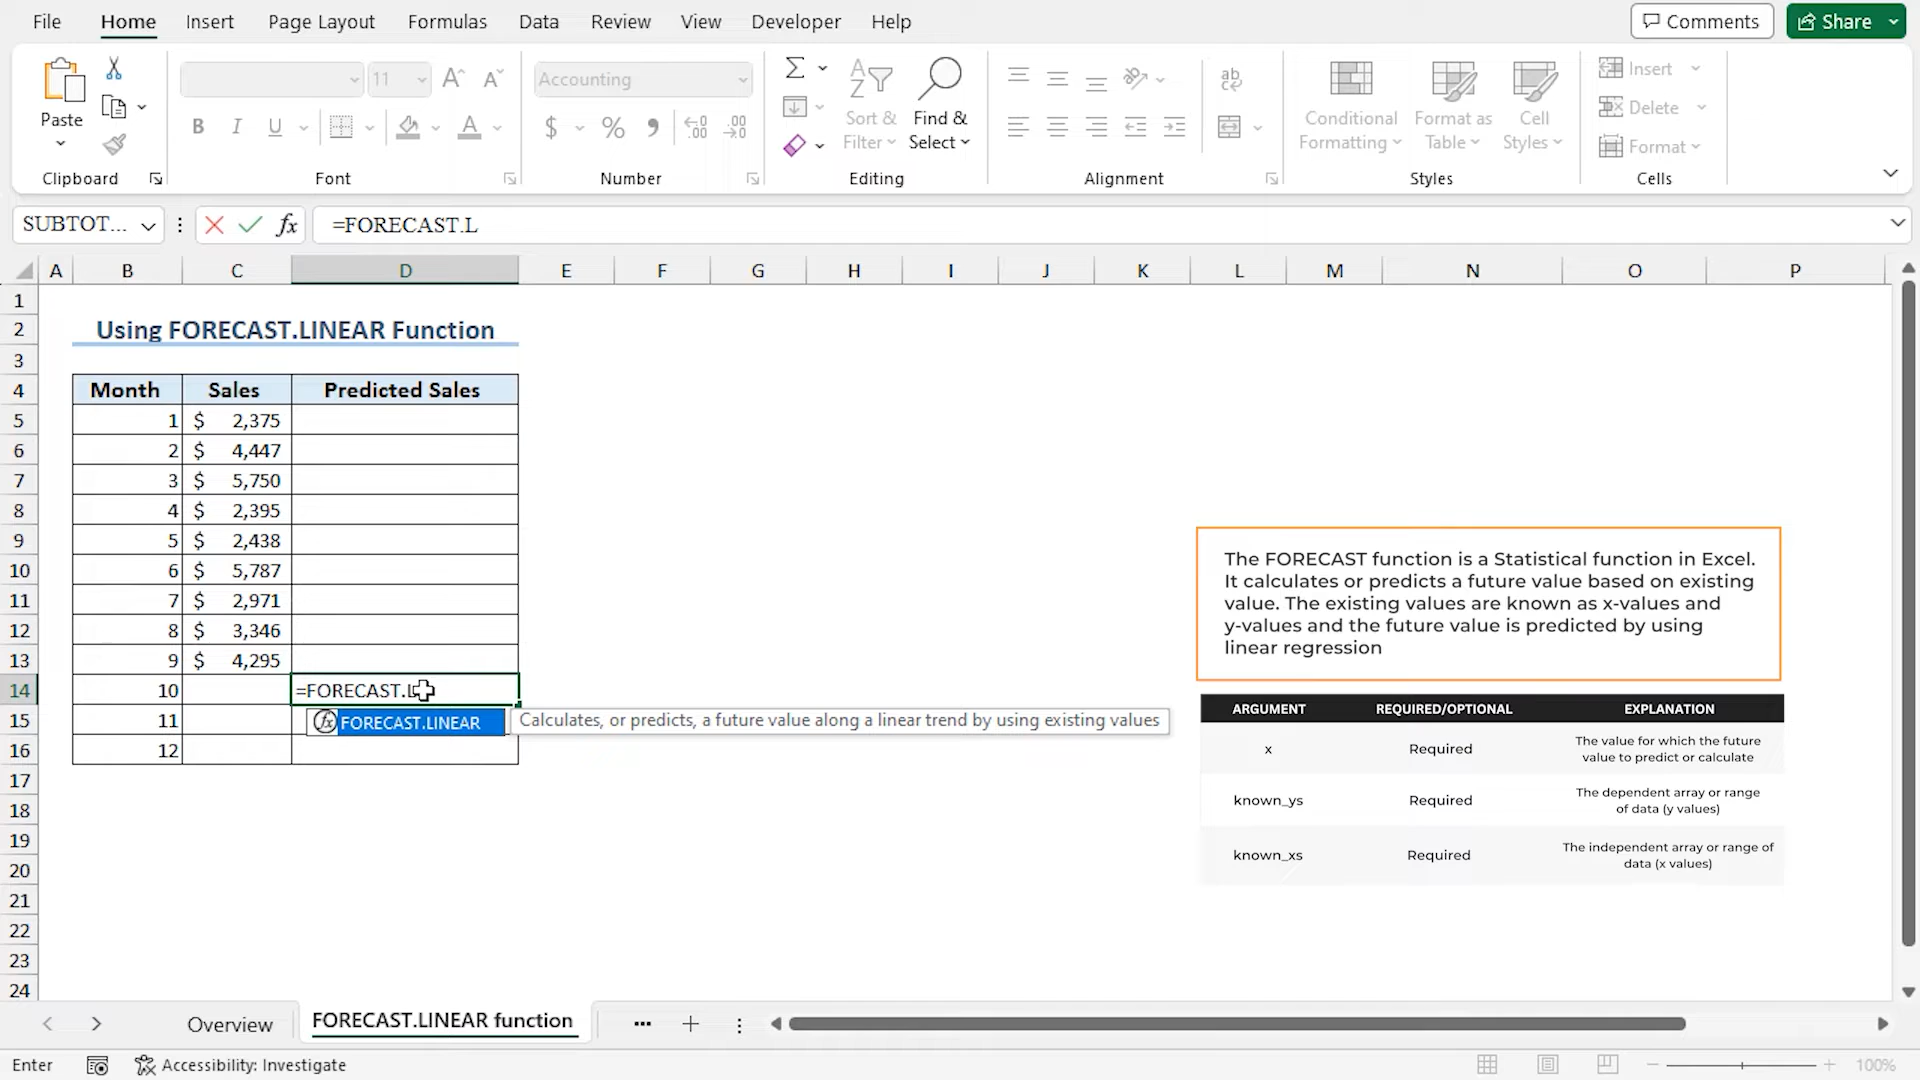 File Home Insert Page Layout Formulas Data Review View Developer Help Comments Share
Accounting
11
Paste
Sort & Filter
Find & Select
Conditional Formatting
Format as Table
Cell Styles
Insert
Delete
Format
Clipboard Font Number Editing Alignment Styles Cells
SUBTOT... fx =FORECAST.L
A B C D E F G H I J K L M N O P
1
2 Using FORECAST.LINEAR Function
3
4 Month Sales Predicted Sales
5 1 $ 2,375
6 2 $ 4,447
7 3 $ 5,750
8 4 $ 2,395
9 5 $ 2,438
10 6 $ 5,787
11 7 $ 2,971
12 8 $ 3,346
13 9 $ 4,295
14 10 =FORECAST.L
15 11 FORECAST.LINEAR Calculates, or predicts, a future value along a linear trend by using existing values
16 12
17
18
19
20
21
22
23
24
The FORECAST function is a Statistical function in Excel.
It calculates or predicts a future value based on existing
value. The existing values are known as x-values and
y-values and the future value is predicted by using
linear regression
ARGUMENT REQUIRED/OPTIONAL EXPLANATION
x Required The value for which the future
value to predict or calculate
known_ys Required The dependent array or range
of data (y values)
known_xs Required The independent array or range of
data (x values)
Overview FORECAST.LINEAR function ...
Enter Accessibility: Investigate 100%